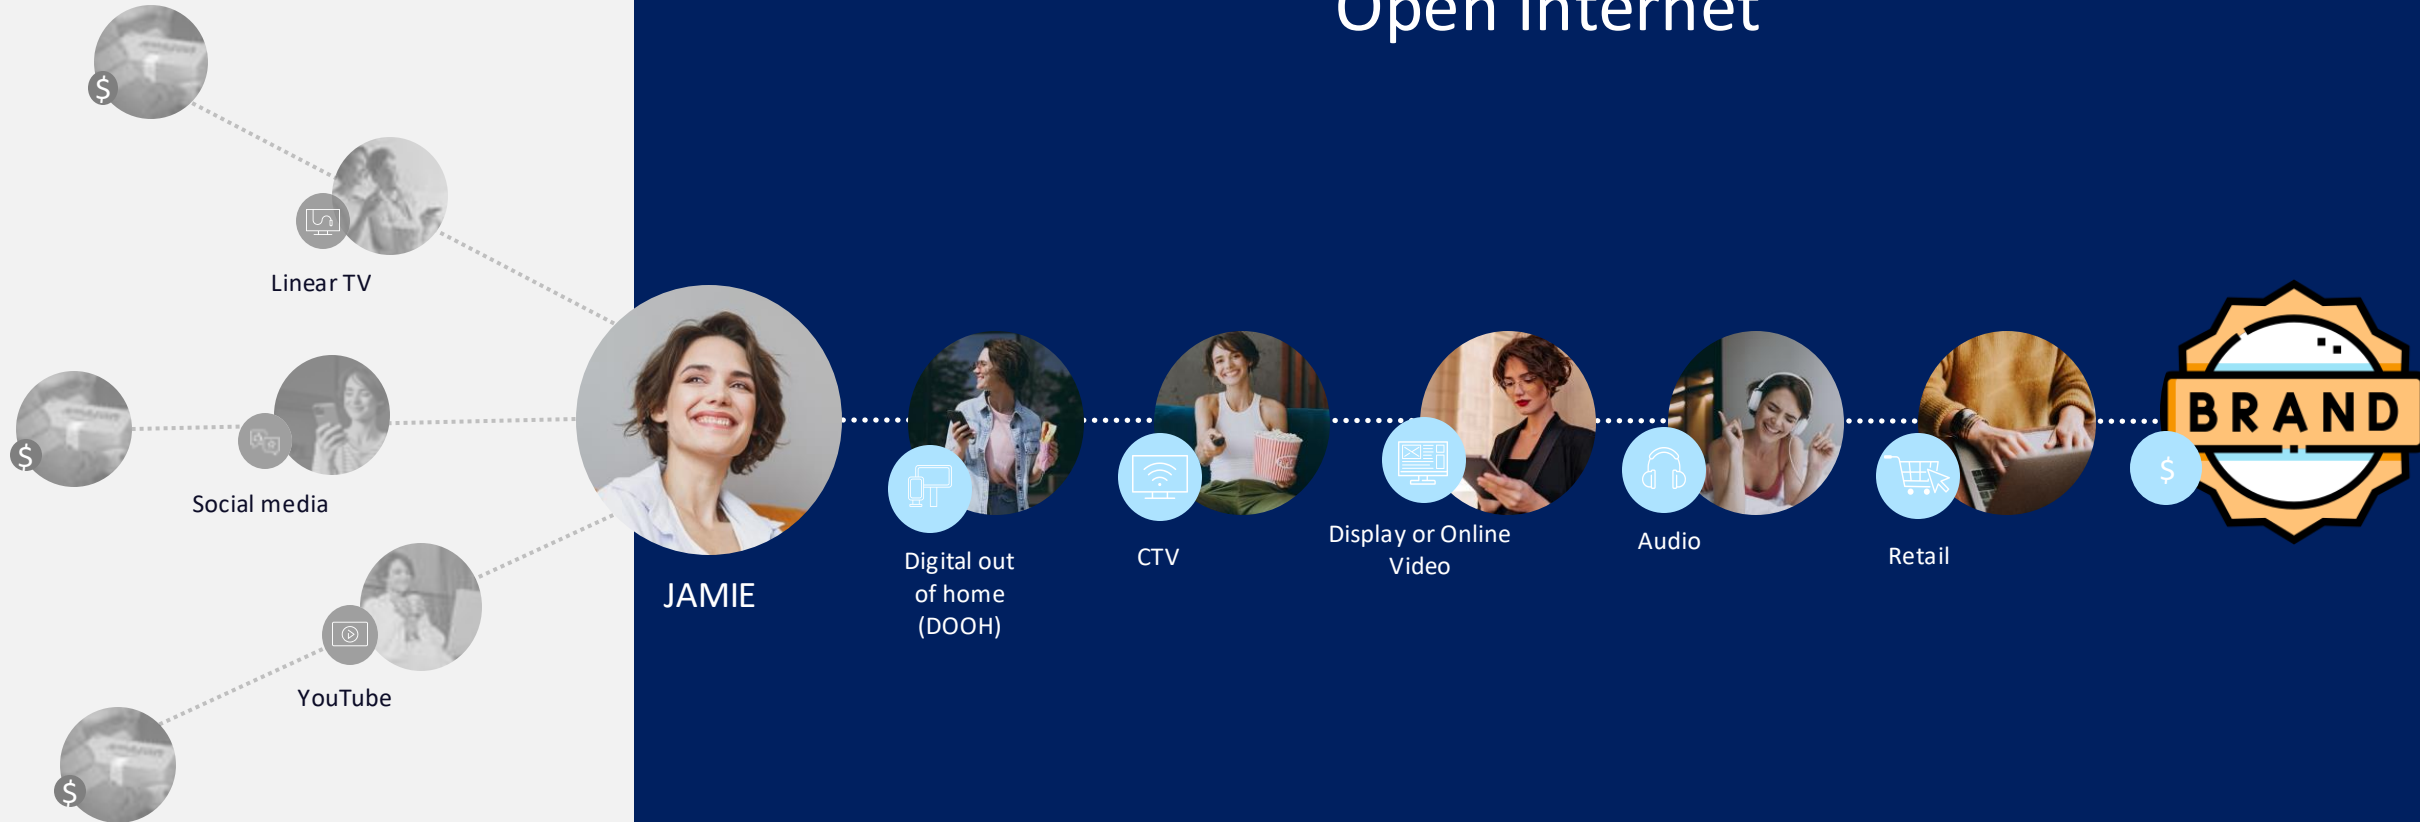 Open Internet
$
Linear TV
$
Social media
YouTube
$
JAMIE
Digital out
of home
(DOOH)
CTV
Display or Online
Video
Audio
Retail
$
BRAND